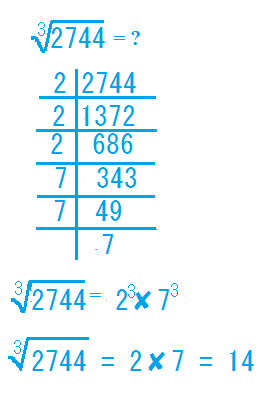 ∛2744 = ?
2 2744
2 1372
2 686
7 343
7 49
7
∛2744 = 2³ × 7³
∛2744 = 2 × 7 = 14